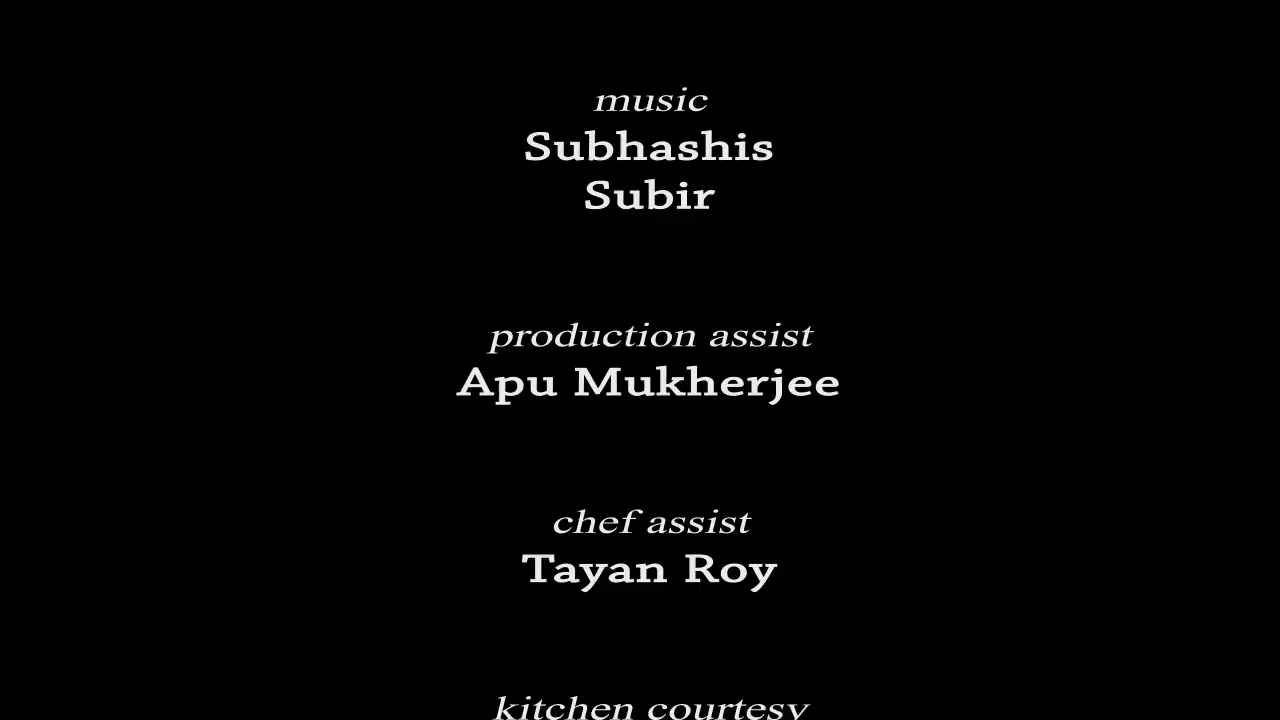 music
Subhashis
Subir
production assist
Apu Mukherjee
chef assist
Tayan Roy
kitchen courtesy